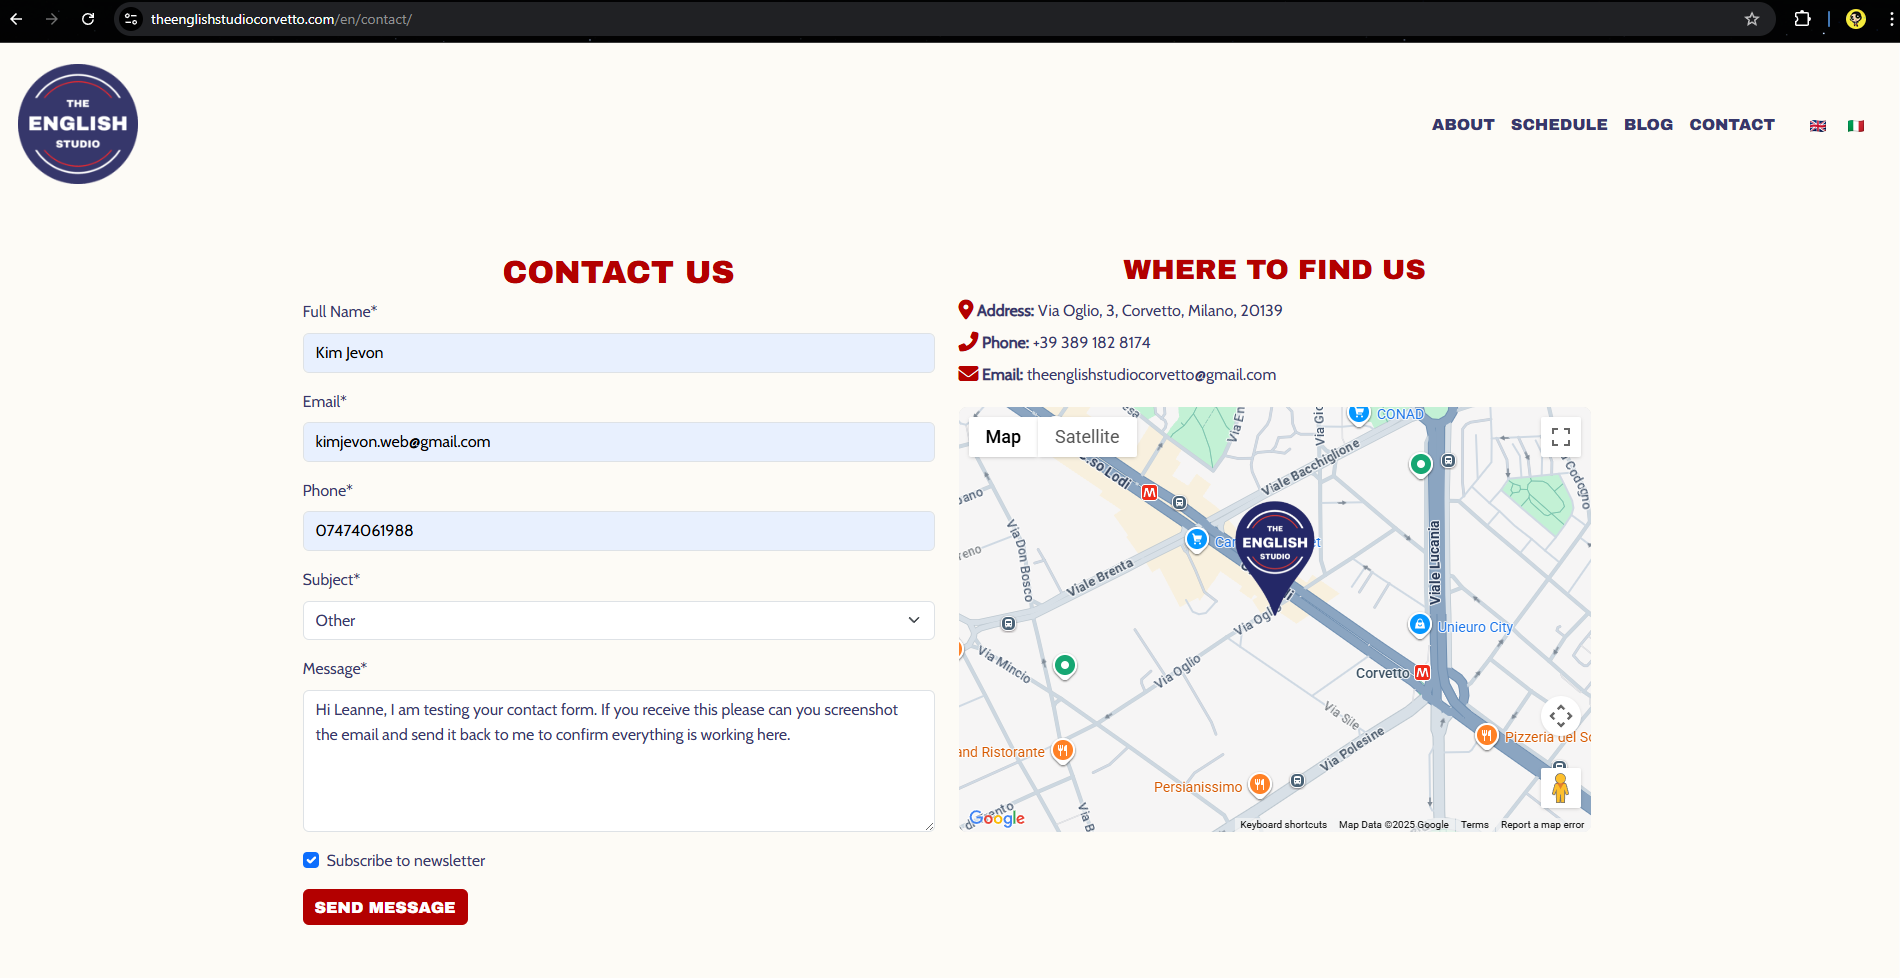 theenglishstudiocorvetto.com/en/contact/
THE
ENGLISH
STUDIO
ABOUT SCHEDULE BLOG CONTACT
CONTACT US
Full Name*
Kim Jevon
Email*
kimjevon.web@gmail.com
Phone*
07474061988
Subject*
Other
Message*
Hi Leanne, I am testing your contact form. If you receive this please can you screenshot
the email and send it back to me to confirm everything is working here.
Subscribe to newsletter
SEND MESSAGE
WHERE TO FIND US
Address: Via Oglio, 3, Corvetto, Milano, 20139
Phone: +39 389 182 8174
Email: theenglishstudiocorvetto@gmail.com
Map Satellite
CONAD
Viale Bacchiglione
Lodi
M
Via Don Bosco
Viale Brenta
THE
ENGLISH
STUDIO
Viale Lucania
Via Oglio
Unieuro City
Via Mincio
Via Oglio
Corvetto M
Via Sile
Via Polesine
Ristorante
Pizzeria del
Persianissimo
Google
Keyboard shortcuts Map Data ©2025 Google Terms Report a map error